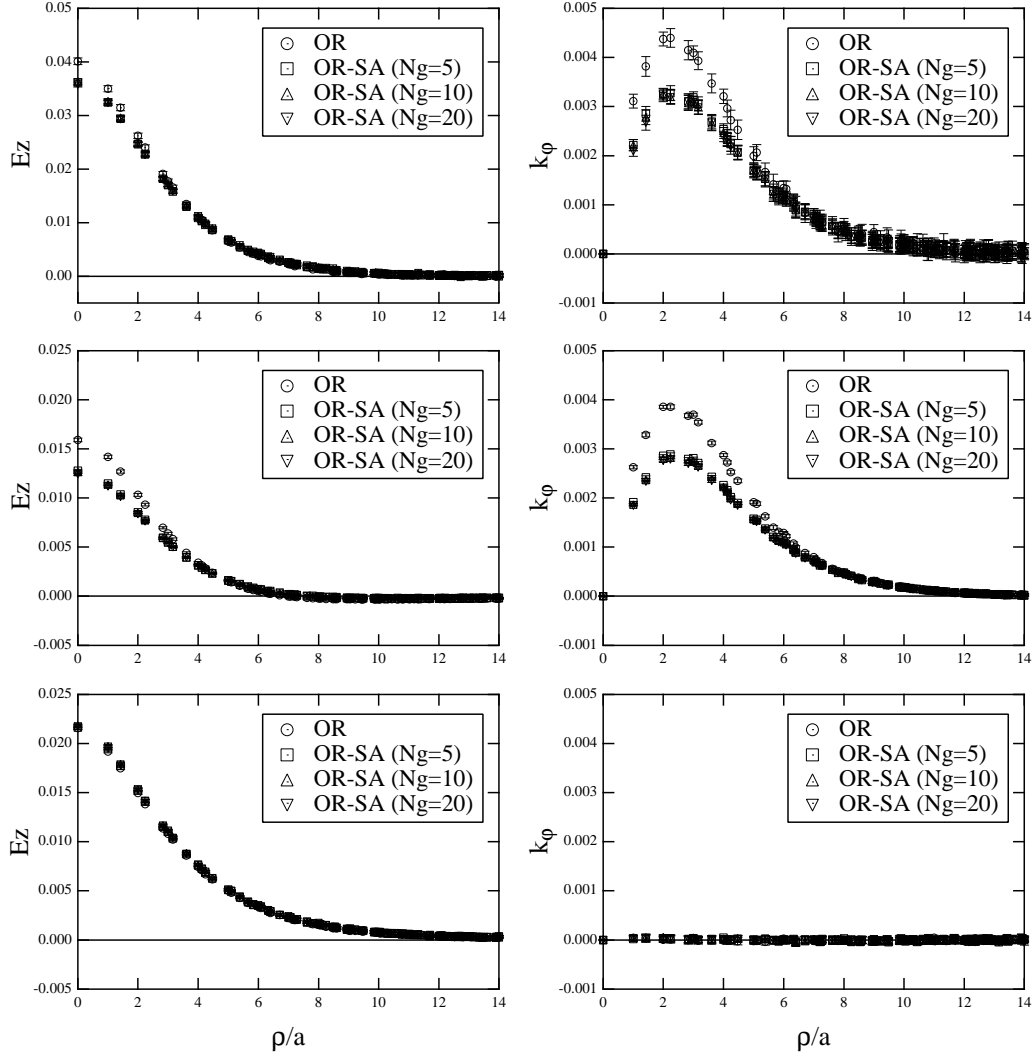 0.05
0.04
0.03
0.02
0.01
0.00
Ez
OR
OR-SA (Ng=5)
OR-SA (Ng=10)
OR-SA (Ng=20)
0 2 4 6 8 10 12 14
0.005
0.004
0.003
0.002
0.001
0.000
-0.001
kφ
OR
OR-SA (Ng=5)
OR-SA (Ng=10)
OR-SA (Ng=20)
0 2 4 6 8 10 12 14
0.025
0.020
0.015
0.010
0.005
0.000
-0.005
Ez
OR
OR-SA (Ng=5)
OR-SA (Ng=10)
OR-SA (Ng=20)
0 2 4 6 8 10 12 14
0.005
0.004
0.003
0.002
0.001
0.000
-0.001
kφ
OR
OR-SA (Ng=5)
OR-SA (Ng=10)
OR-SA (Ng=20)
0 2 4 6 8 10 12 14
0.025
0.020
0.015
0.010
0.005
0.000
-0.005
Ez
OR
OR-SA (Ng=5)
OR-SA (Ng=10)
OR-SA (Ng=20)
0 2 4 6 8 10 12 14
ρ/a
0.005
0.004
0.003
0.002
0.001
0.000
-0.001
kφ
OR
OR-SA (Ng=5)
OR-SA (Ng=10)
OR-SA (Ng=20)
0 2 4 6 8 10 12 14
ρ/a